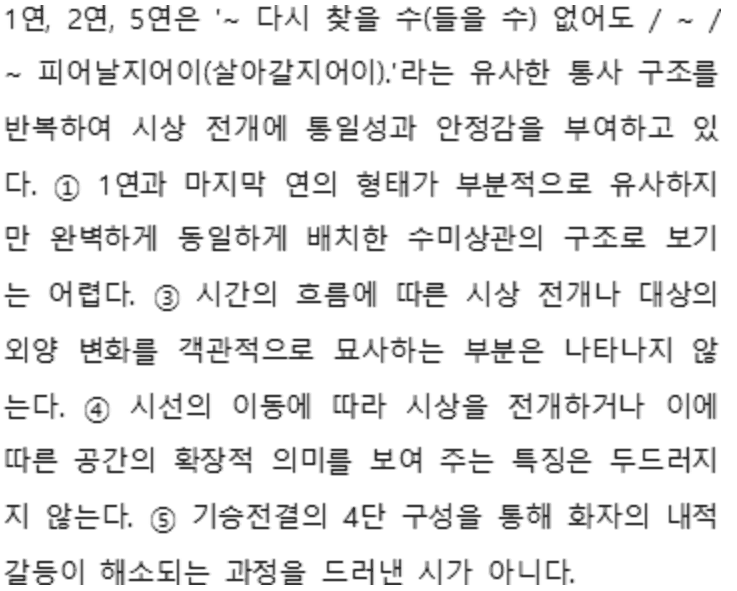 1연, 2연, 5연은 '~ 다시 찾을 수(들을 수) 없어도 / ~ /
~ 피어날지어이(살아갈지어이).'라는 유사한 통사 구조를
반복하여 시상 전개에 통일성과 안정감을 부여하고 있
다. ① 1연과 마지막 연의 형태가 부분적으로 유사하지
만 완벽하게 동일하게 배치한 수미상관의 구조로 보기
는 어렵다. ③ 시간의 흐름에 따른 시상 전개나 대상의
외양 변화를 객관적으로 묘사하는 부분은 나타나지 않
는다. ④ 시선의 이동에 따라 시상을 전개하거나 이에
따른 공간의 확장적 의미를 보여 주는 특징은 두드러지
지 않는다. ⑤ 기승전결의 4단 구성을 통해 화자의 내적
갈등이 해소되는 과정을 드러낸 시가 아니다.